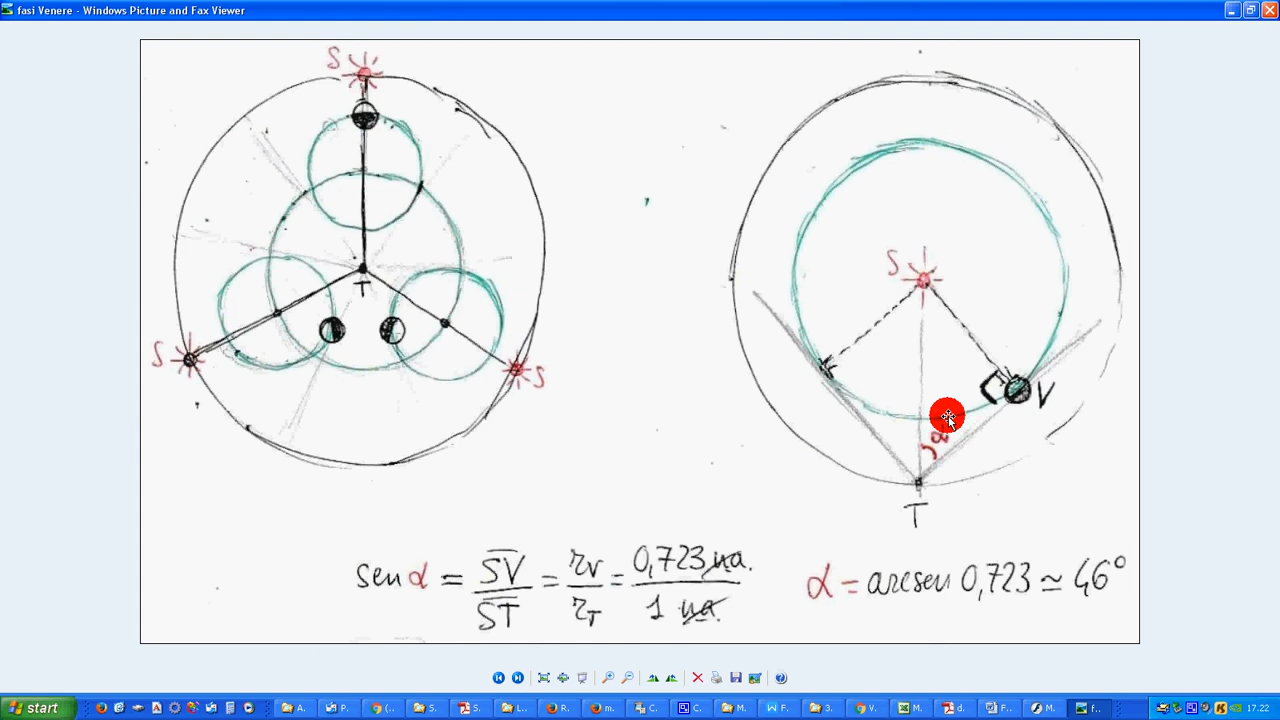 fasi Venere - Windows Picture and Fax Viewer
S
T
S
S
S
V
α
T
sen α = SV / ST = rV / rT = 0,723 ua. / 1 ua.
α = arcsen 0,723 ≃ 46°
start
A.
P.
(.
S.
S.
L.
R.
m.
C.
C.
M.
F.
3.
V.
M.
d.
F.
M.
f.
17.22